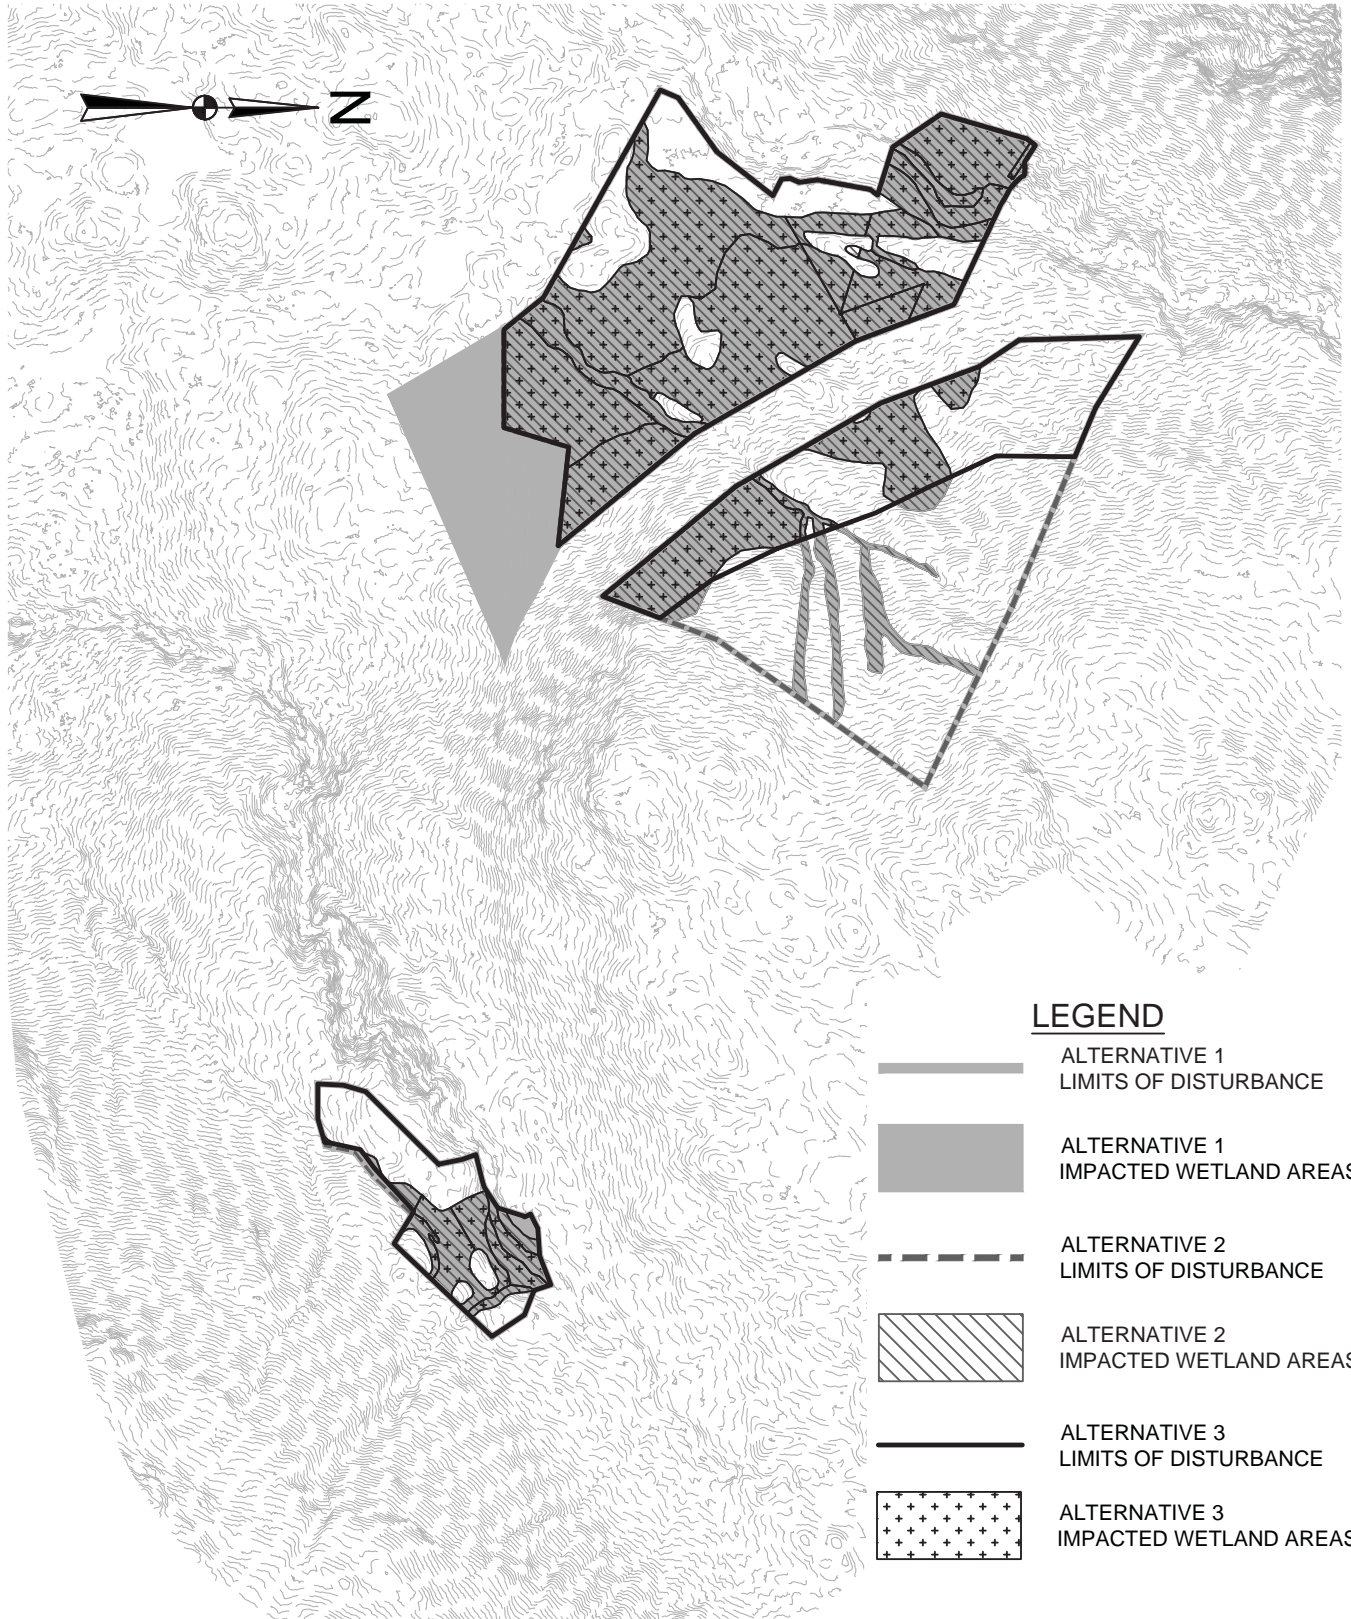 N
LEGEND
ALTERNATIVE 1
LIMITS OF DISTURBANCE
ALTERNATIVE 1
IMPACTED WETLAND AREAS
ALTERNATIVE 2
LIMITS OF DISTURBANCE
ALTERNATIVE 2
IMPACTED WETLAND AREAS
ALTERNATIVE 3
LIMITS OF DISTURBANCE
ALTERNATIVE 3
IMPACTED WETLAND AREAS